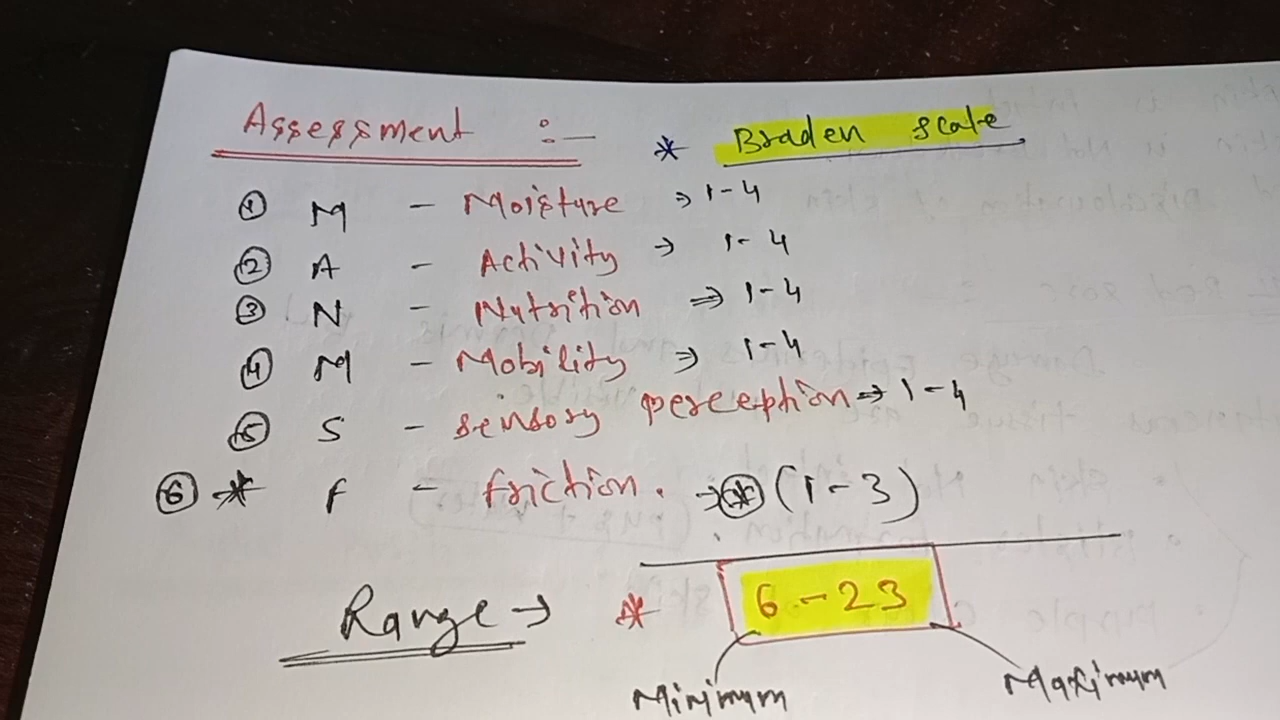 Assessment :- * Braden scale
① M - Moisture → 1-4
② A - Activity → 1-4
③ N - Nutrition ⇒ 1-4
④ M - Mobility → 1-4
⑤ S - sensory perception ⇒ 1-4
⑥ * F - friction. → * (1-3)
Range → * 6-23
Minimum Maximum